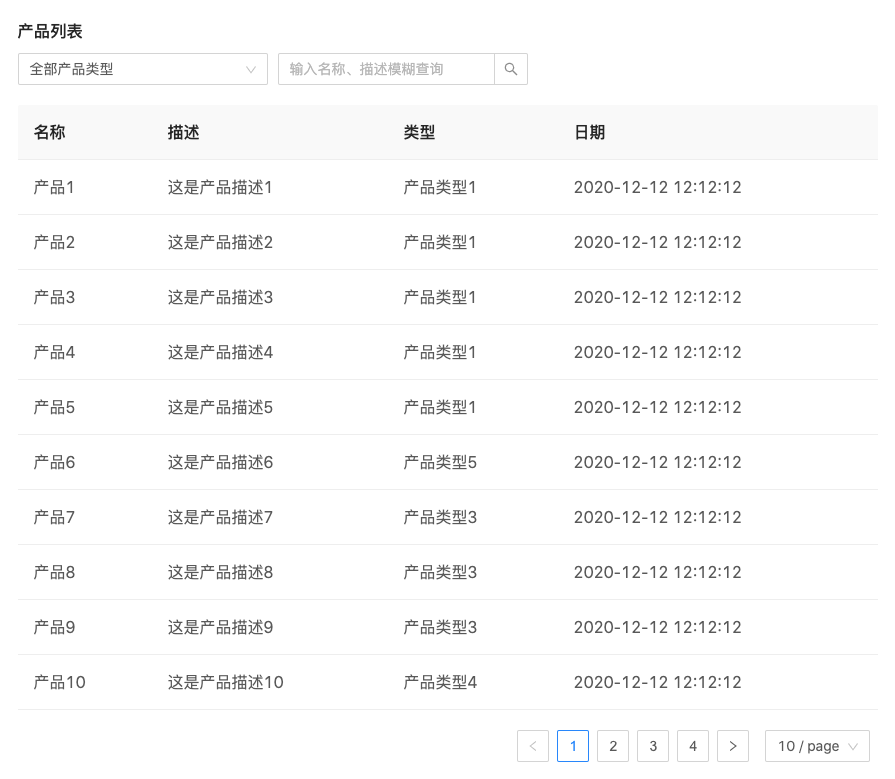 产品列表
全部产品类型 输入名称、描述模糊查询
名称 描述 类型 日期
产品1 这是产品描述1 产品类型1 2020-12-12 12:12:12
产品2 这是产品描述2 产品类型1 2020-12-12 12:12:12
产品3 这是产品描述3 产品类型1 2020-12-12 12:12:12
产品4 这是产品描述4 产品类型1 2020-12-12 12:12:12
产品5 这是产品描述5 产品类型1 2020-12-12 12:12:12
产品6 这是产品描述6 产品类型5 2020-12-12 12:12:12
产品7 这是产品描述7 产品类型3 2020-12-12 12:12:12
产品8 这是产品描述8 产品类型3 2020-12-12 12:12:12
产品9 这是产品描述9 产品类型3 2020-12-12 12:12:12
产品10 这是产品描述10 产品类型4 2020-12-12 12:12:12
< 1 2 3 4 > 10 / page